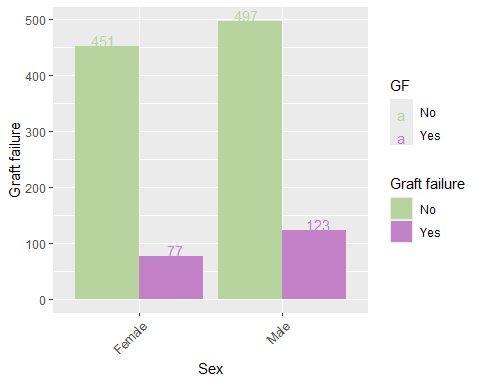 500
400
300
200
100
0
Graft failure
451
77
497
123
Female
Male
Sex
GF
a No
a Yes
Graft failure
No
Yes